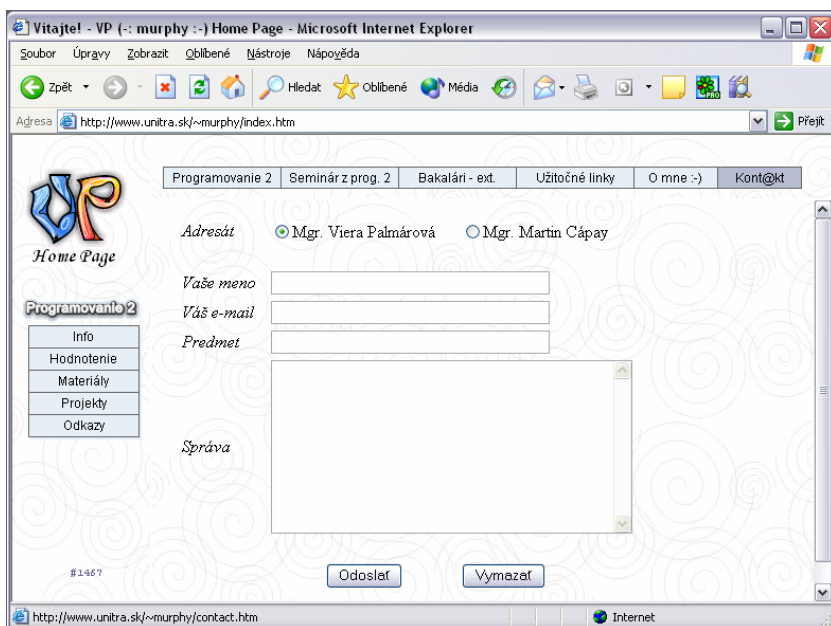 Vitajte! - VP (-: murphy :-) Home Page - Microsoft Internet Explorer
Soubor Úpravy Zobrazit Oblíbené Nástroje Nápověda
Zpět Hledat Oblíbené Média PRO
Adresa http://www.unitra.sk/~murphy/index.htm Přejít
VP
Home Page
Programovanie 2 Seminár z prog. 2 Bakalári - ext. Užitočné linky O mne :-) Kont@kt
Adresát Mgr. Viera Palmárová Mgr. Martin Cápay
Vaše meno
Váš e-mail
Predmet
Správa
Programovanie 2
Info
Hodnotenie
Materiály
Projekty
Odkazy
#1467
Odoslať Vymazať
http://www.unitra.sk/~murphy/contact.htm Internet